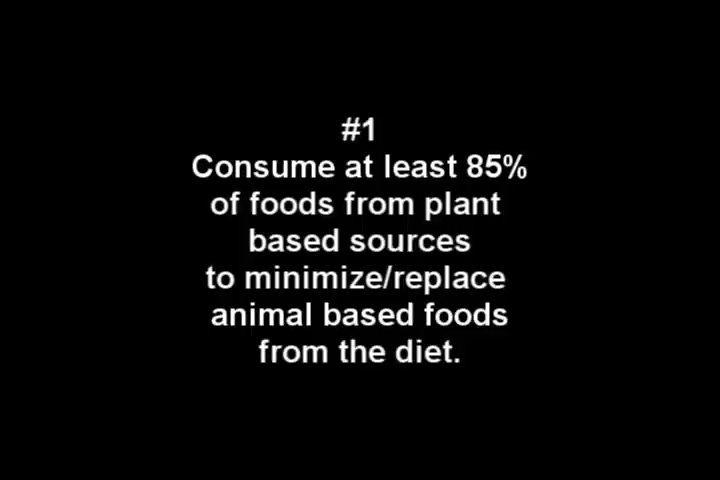 #1
Consume at least 85%
of foods from plant
based sources
to minimize/replace
animal based foods
from the diet.